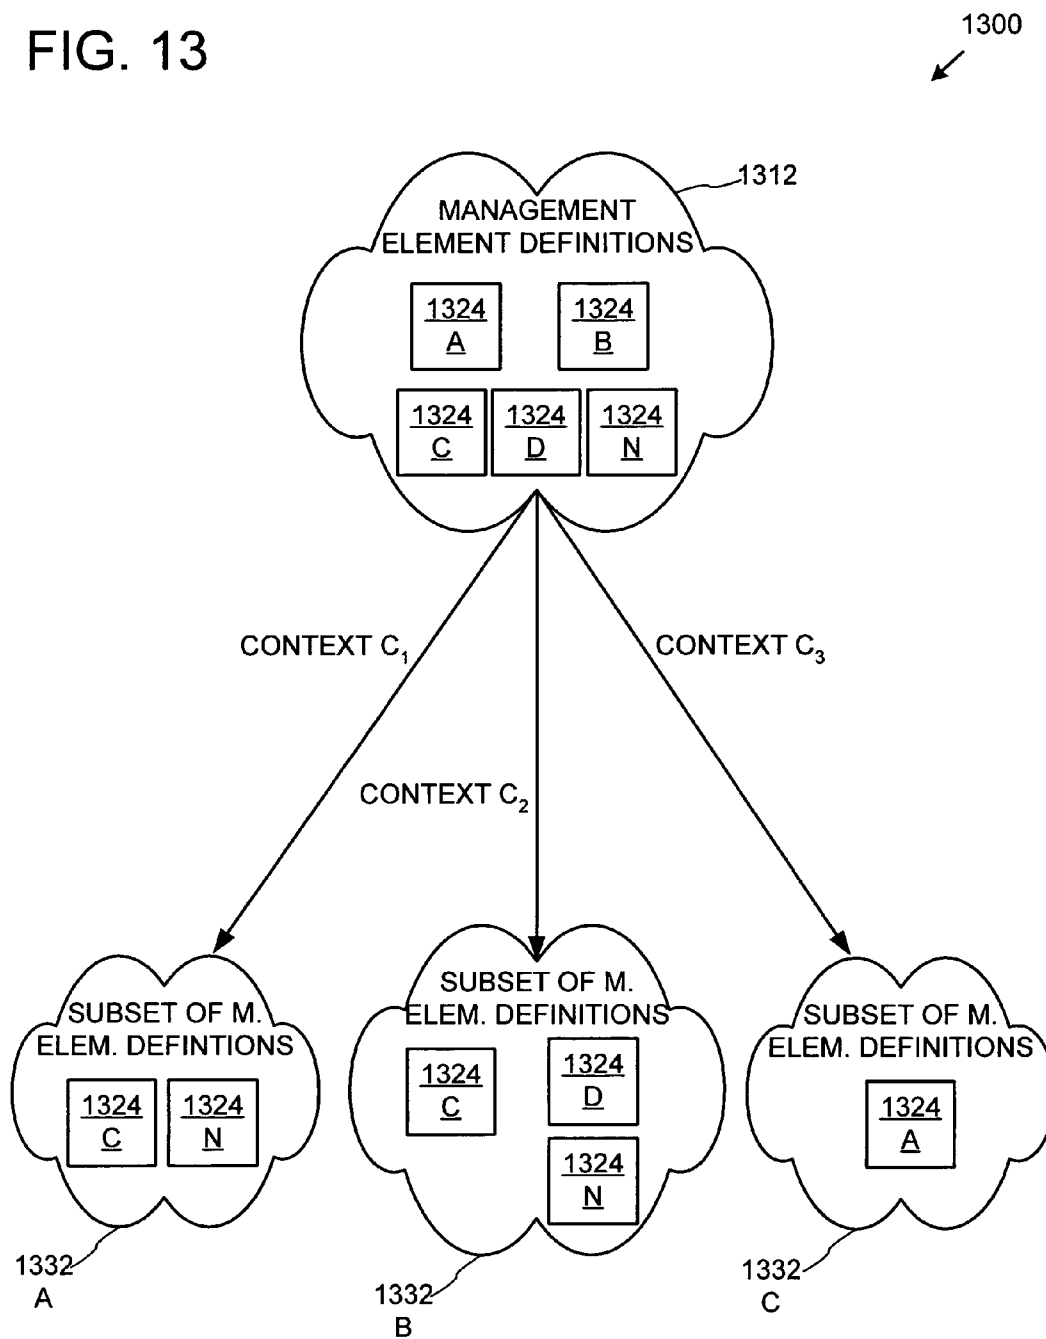 FIG. 13
1300
1312
MANAGEMENT
ELEMENT DEFINITIONS
1324
A
1324
B
1324
C
1324
D
1324
N
CONTEXT C1
CONTEXT C3
CONTEXT C2
SUBSET OF M.
ELEM. DEFINTIONS
1324
C
1324
N
1332
A
SUBSET OF M.
ELEM. DEFINITIONS
1324
C
1324
D
1324
N
1332
B
SUBSET OF M.
ELEM. DEFINITIONS
1324
A
1332
C